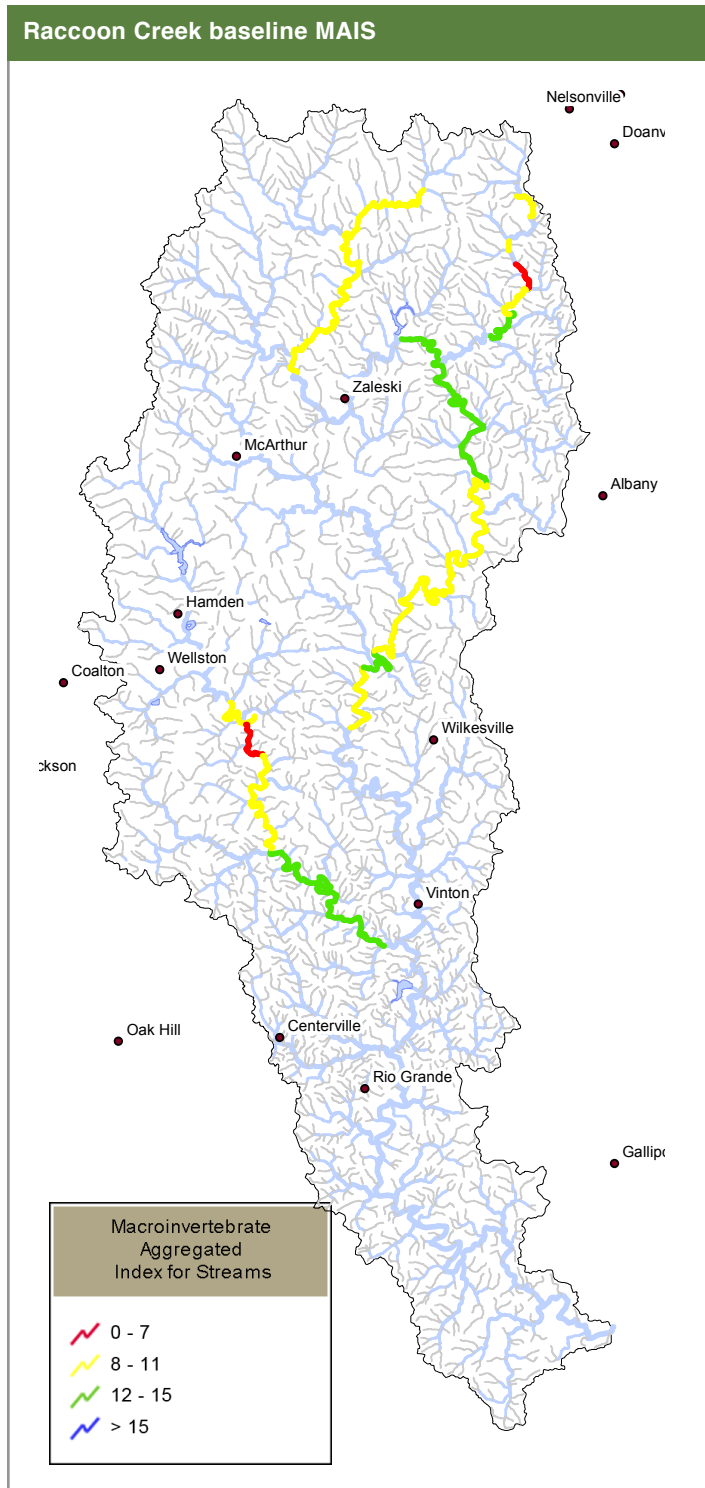 Raccoon Creek baseline MAIS
Nelsonville
Doanv
Zaleski
McArthur
Albany
Hamden
Wellston
Coalton
Wilkesville
ckson
Vinton
Centerville
Oak Hill
Rio Grande
Gallipo
Macroinvertebrate
Aggregated
Index for Streams
0 - 7
8 - 11
12 - 15
> 15